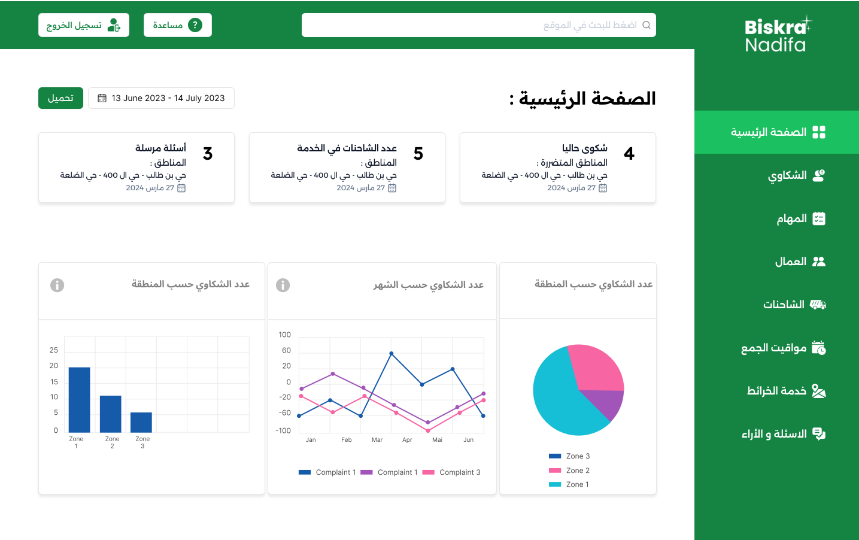 Biskra
Nadifa
اضغط للبحث في الموقع
مساعدة
تسجيل الخروج
الصفحة الرئيسية
الشكاوي
المهام
العمال
الشاحنات
مواقيت الجمع
خدمة الخرائط
الاسئلة و الأراء
الصفحة الرئيسية :
13 June 2023 - 14 July 2023
تحميل
4
شكوى حاليا
المناطق المتضررة :
حي بن طالب - حي ال 400 - حي الضلعة
27 مارس 2024
5
عدد الشاحنات في الخدمة
المناطق :
حي بن طالب - حي ال 400 - حي الضلعة
27 مارس 2024
3
أسئلة مرسلة
المناطق :
حي بن طالب - حي ال 400 - حي الضلعة
27 مارس 2024
عدد الشكاوي حسب المنطقة
Zone 3
Zone 2
Zone 1
عدد الشكاوي حسب الشهر
100
60
20
0
-20
-60
-100
Jan Feb Mar Apr Mai Jun
Complaint 1 Complaint 1 Complaint 3
عدد الشكاوي حسب المنطقة
25
20
15
10
5
0
Zone 1
Zone 2
Zone 3